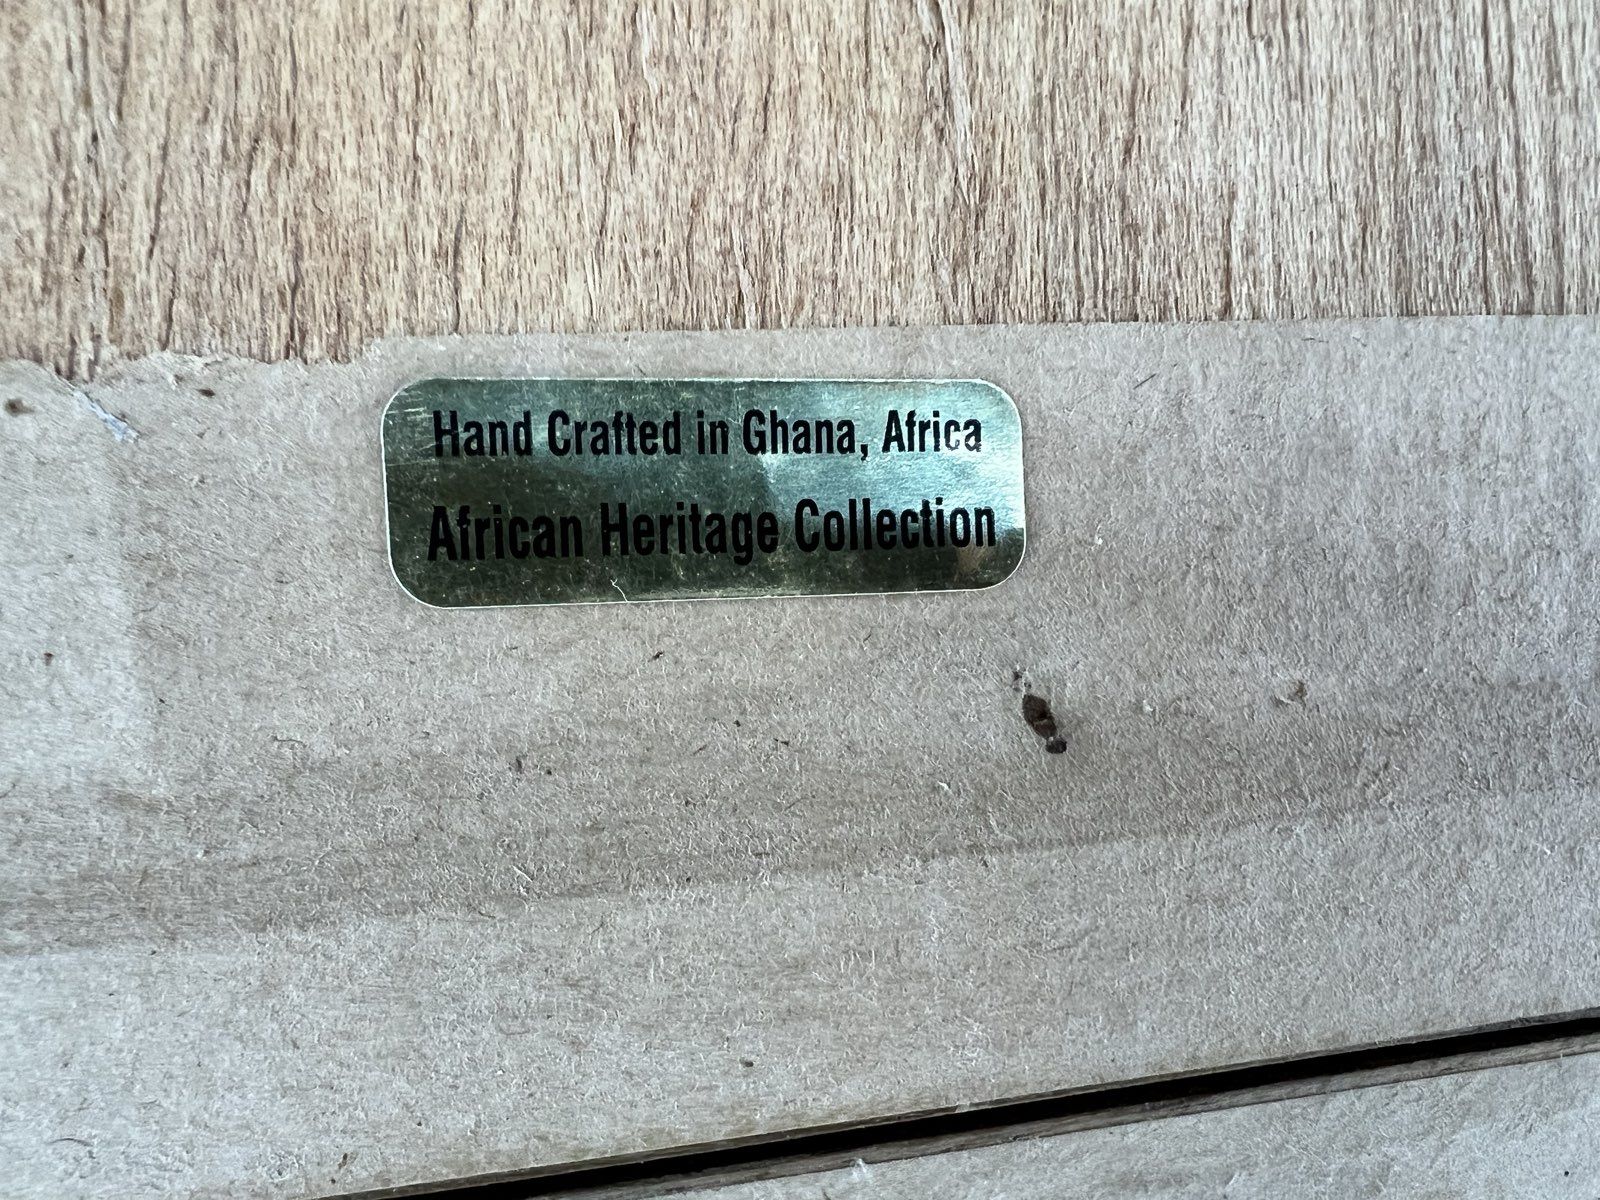 Hand Crafted in Ghana, Africa
African Heritage Collection